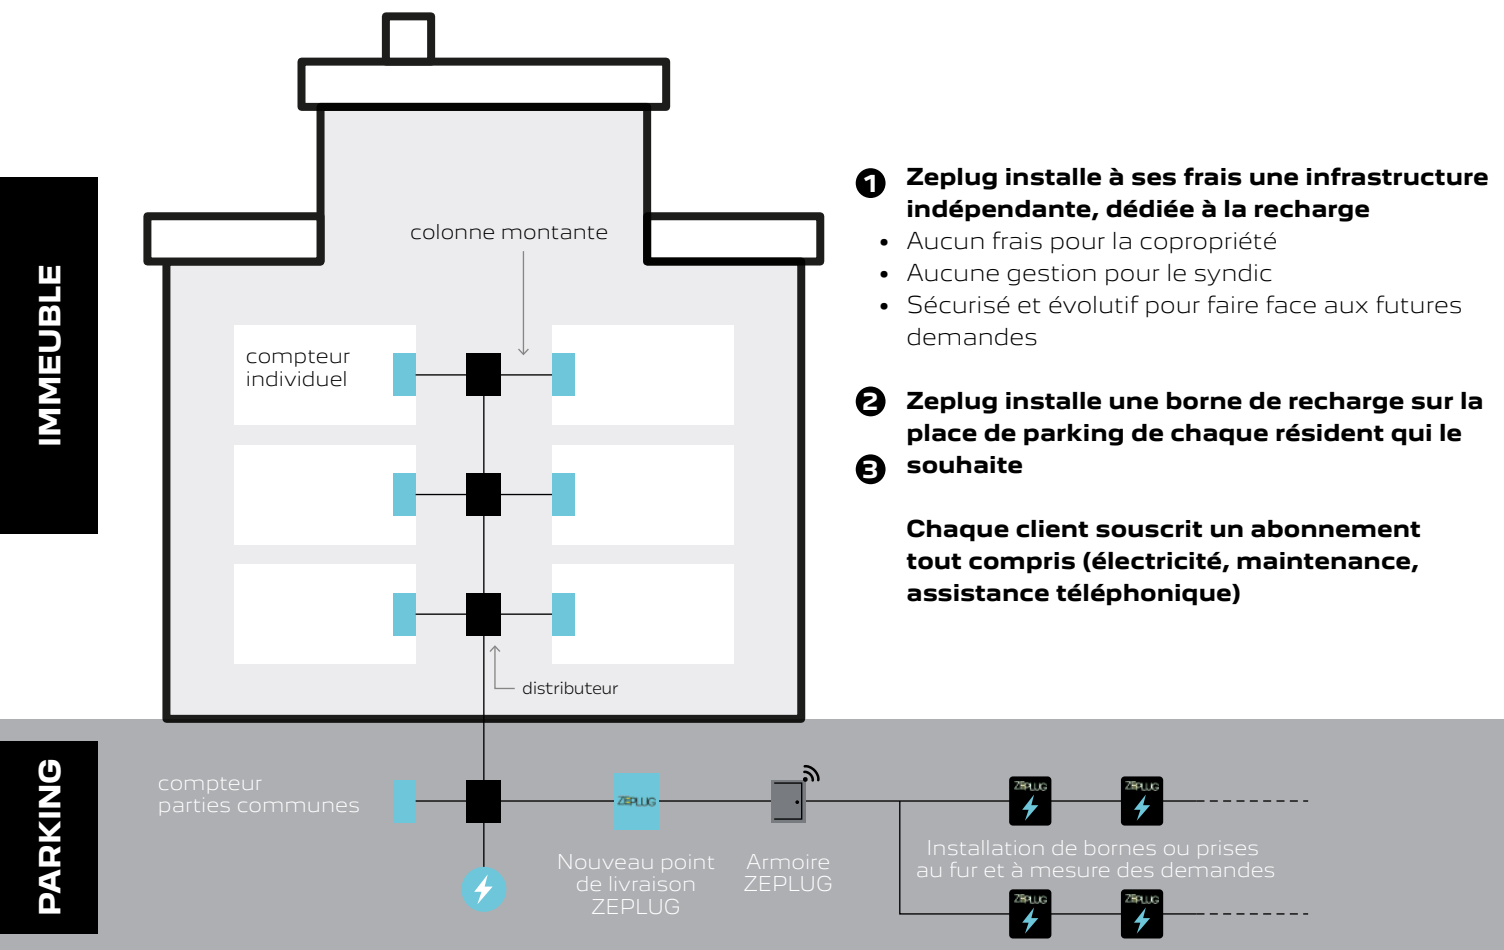 IMMEUBLE
colonne montante
compteur
individuel
distributeur
1 Zeplug installe à ses frais une infrastructure
indépendante, dédiée à la recharge
• Aucun frais pour la copropriété
• Aucune gestion pour le syndic
• Sécurisé et évolutif pour faire face aux futures
demandes
2 Zeplug installe une borne de recharge sur la
place de parking de chaque résident qui le
3 souhaite
Chaque client souscrit un abonnement
tout compris (électricité, maintenance,
assistance téléphonique)
PARKING
compteur
parties communes
ZEPLUG
Nouveau point
de livraison
ZEPLUG
Armoire
ZEPLUG
ZEPLUG
ZEPLUG
Installation de bornes ou prises
au fur et à mesure des demandes
ZEPLUG
ZEPLUG